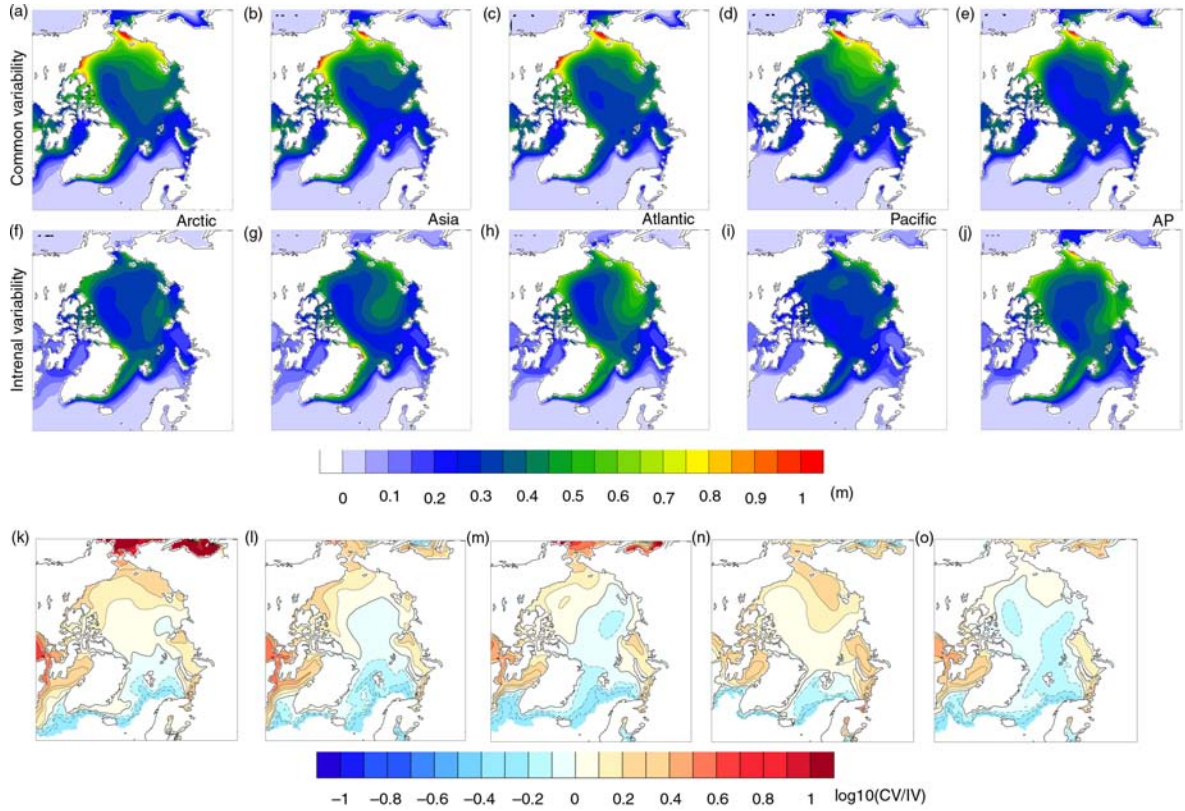 (a) (b) (c) (d) (e)
Common variability
Arctic Asia Atlantic Pacific AP
(f) (g) (h) (i) (j)
Intrenal variability
0 0.1 0.2 0.3 0.4 0.5 0.6 0.7 0.8 0.9 1 (m)
(k) (l) (m) (n) (o)
−1 −0.8 −0.6 −0.4 −0.2 0 0.2 0.4 0.6 0.8 1 log10(CV/IV)